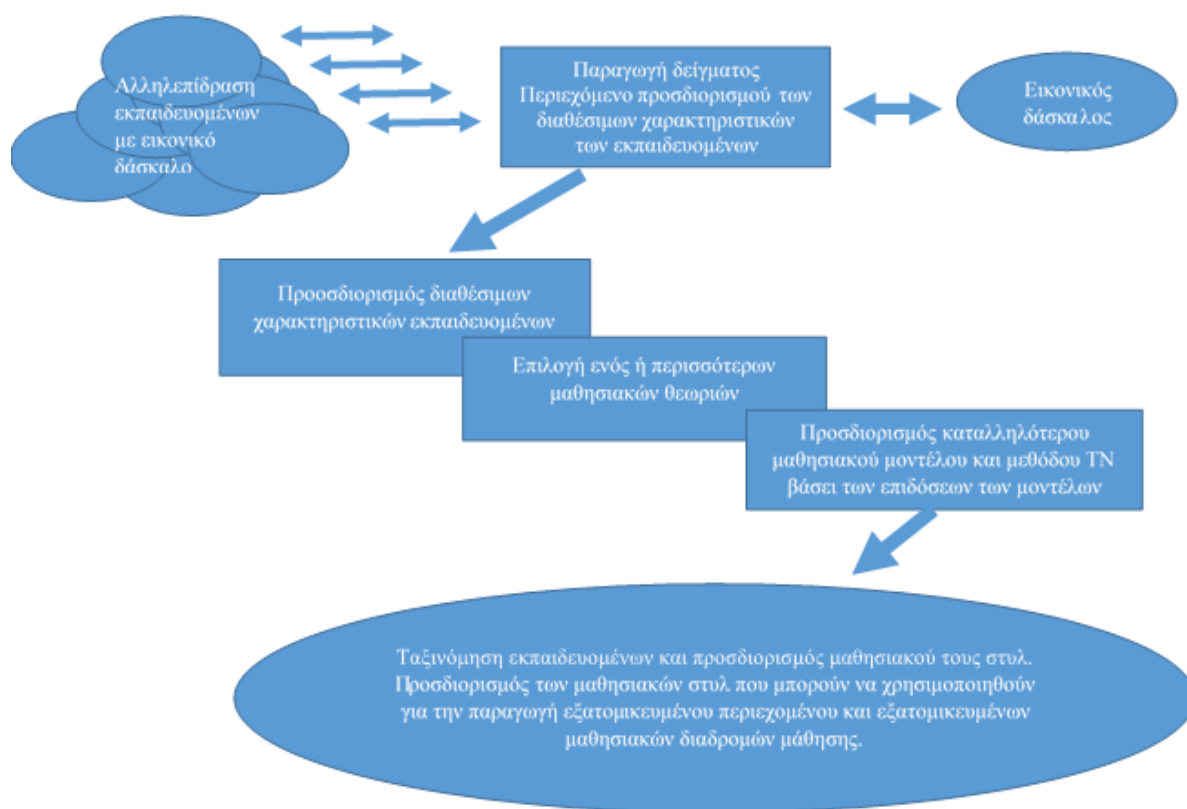 Αλληλεπίδραση
εκπαιδευομένων
με εικονικό
δάσκαλο
Παραγωγή δείγματος
Περιεχόμενο προσδιορισμού των
διαθέσιμων χαρακτηριστικών
των εκπαιδευομένων
Εικονικός
δάσκαλος
Προοσδιορισμός διαθέσιμων
χαρακτηριστικών εκπαιδευομένων
Επιλογή ενός ή περισσότερων
μαθησιακών θεωριών
Προσδιορισμός καταλληλότερου
μαθησιακού μοντέλου και μεθόδου ΤΝ
βάσει των επιδόσεων των μοντέλων
Ταξινόμηση εκπαιδευομένων και προσδιορισμός μαθησιακού τους στυλ.
Προσδιορισμός των μαθησιακών στυλ που μπορούν να χρησιμοποιηθούν
για την παραγωγή εξατομικευμένου περιεχομένου και εξατομικευμένων
μαθησιακών διαδρομών μάθησης.